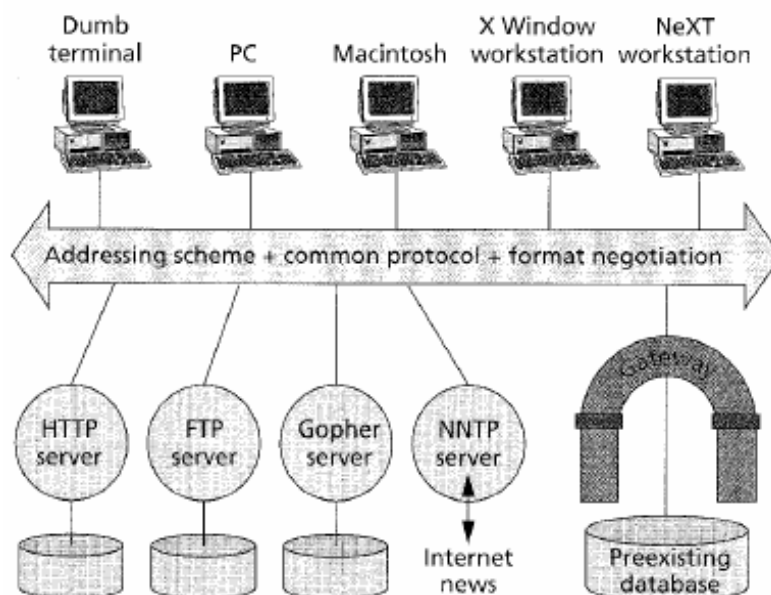 Dumb
terminal
PC
Macintosh
X Window
workstation
NeXT
workstation
Addressing scheme + common protocol + format negotiation
HTTP
server
FTP
server
Gopher
server
NNTP
server
Gateway
Internet
news
Preexisting
database